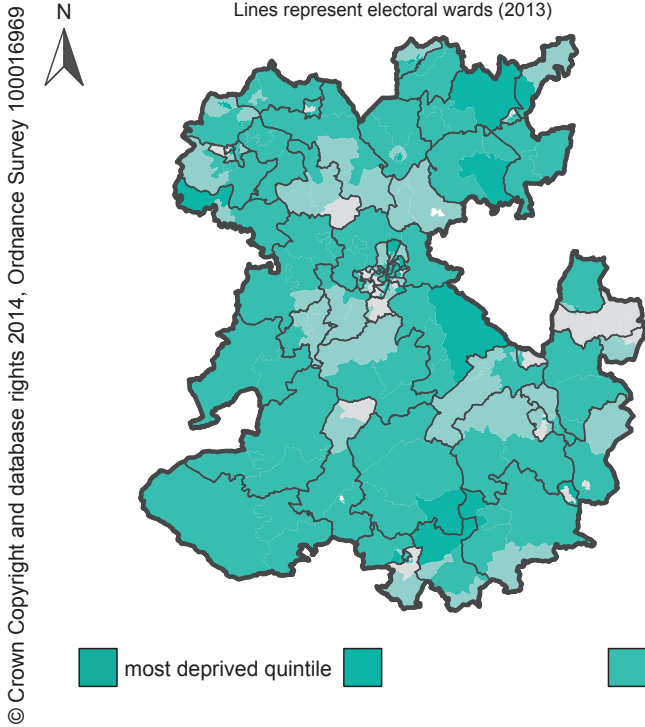 Lines represent electoral wards (2013)
N
© Crown Copyright and database rights 2014, Ordnance Survey 100016969
most deprived quintile